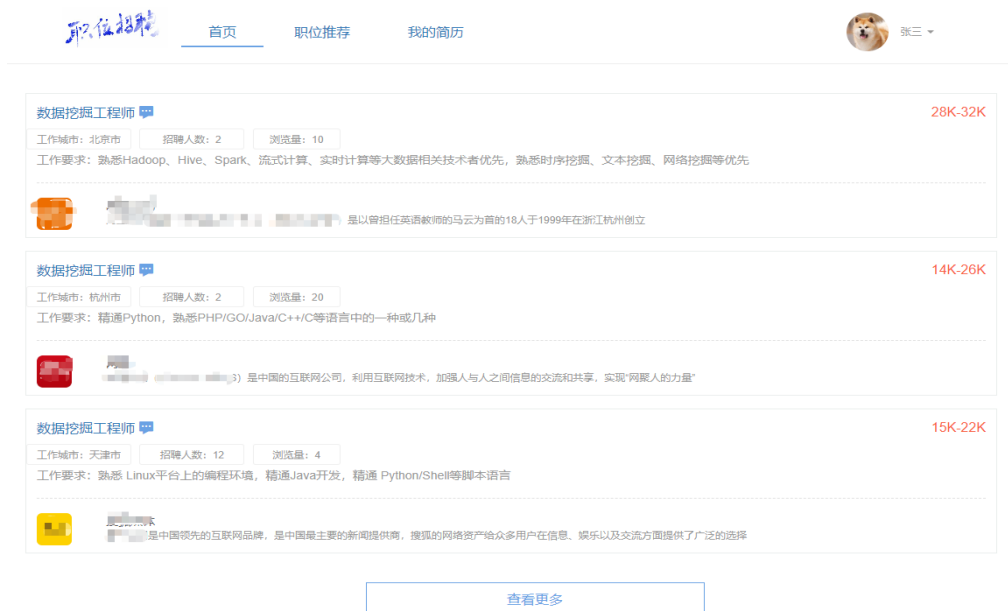 职位招聘 首页 职位推荐 我的简历 张三
数据挖掘工程师 28K-32K
工作城市：北京市 招聘人数：2 浏览量：10
工作要求：熟悉Hadoop、Hive、Spark、流式计算、实时计算等大数据相关技术者优先，熟悉时序挖掘、文本挖掘、网络挖掘等优先
是以曾担任英语教师的马云为首的18人于1999年在浙江杭州创立
数据挖掘工程师 14K-26K
工作城市：杭州市 招聘人数：2 浏览量：20
工作要求：精通Python，熟悉PHP/GO/Java/C++/C等语言中的一种或几种
是中国的互联网公司，利用互联网技术，加强人与人之间信息的交流和共享，实现“网聚人的力量”
数据挖掘工程师 15K-22K
工作城市：天津市 招聘人数：12 浏览量：4
工作要求：熟悉 Linux平台上的编程环境，精通Java开发，精通 Python/Shell等脚本语言
是中国领先的互联网品牌，是中国最主要的新闻提供商，搜狐的网络资产给众多用户在信息、娱乐以及交流方面提供了广泛的选择
查看更多